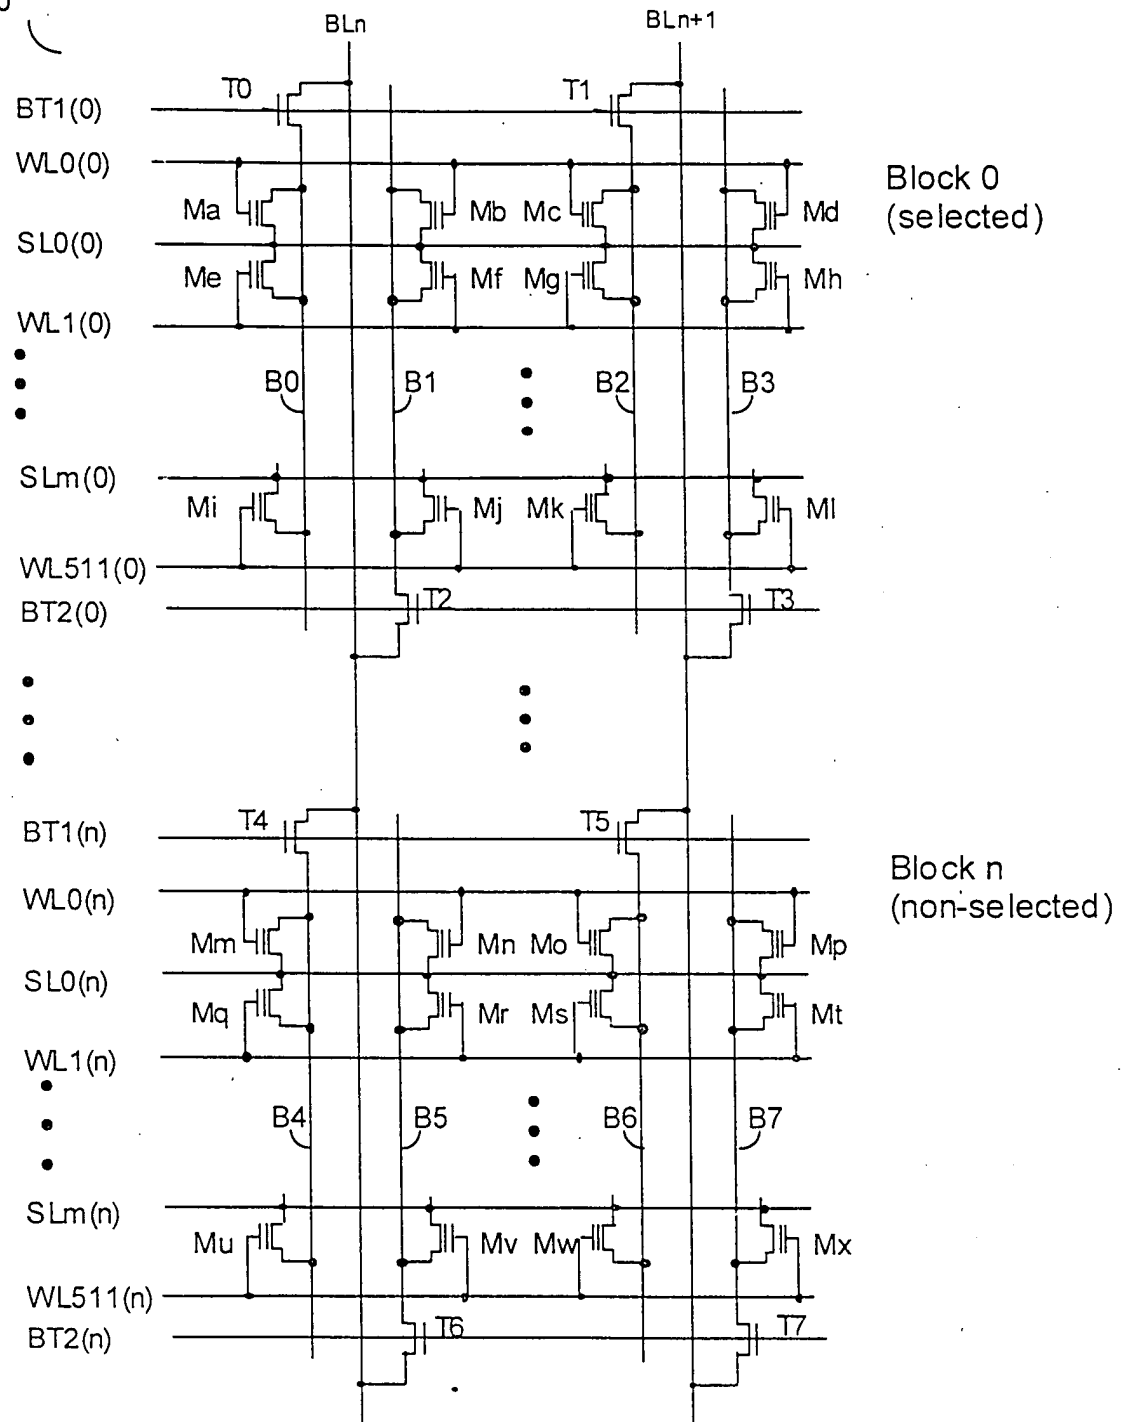 BLn BLn+1
T0 T1
BT1(0)
WL0(0)
Block 0
(selected)
Ma Mb Mc Md
SL0(0)
Me Mf Mg Mh
WL1(0)
B0 B1 B2 B3
SLm(0)
Mi Mj Mk Ml
WL511(0)
BT2(0) T2 T3
T4 T5
BT1(n)
Block n
(non-selected)
WL0(n)
Mm Mn Mo Mp
SL0(n)
Mq Mr Ms Mt
WL1(n)
B4 B5 B6 B7
SLm(n)
Mu Mv Mw Mx
WL511(n)
BT2(n) T6 T7